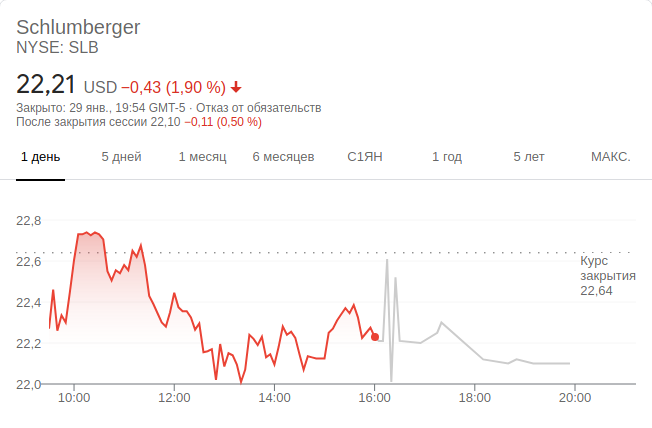 Schlumberger
NYSE: SLB
22,21 USD −0,43 (1,90 %)
Закрыто: 29 янв., 19:54 GMT-5 · Отказ от обязательств
После закрытия сессии 22,10 −0,11 (0,50 %)
1 день 5 дней 1 месяц 6 месяцев С1ЯН 1 год 5 лет МАКС.
22,8
22,6
22,4
22,2
22,0
Курс
закрытия
22,64
10:00 12:00 14:00 16:00 18:00 20:00